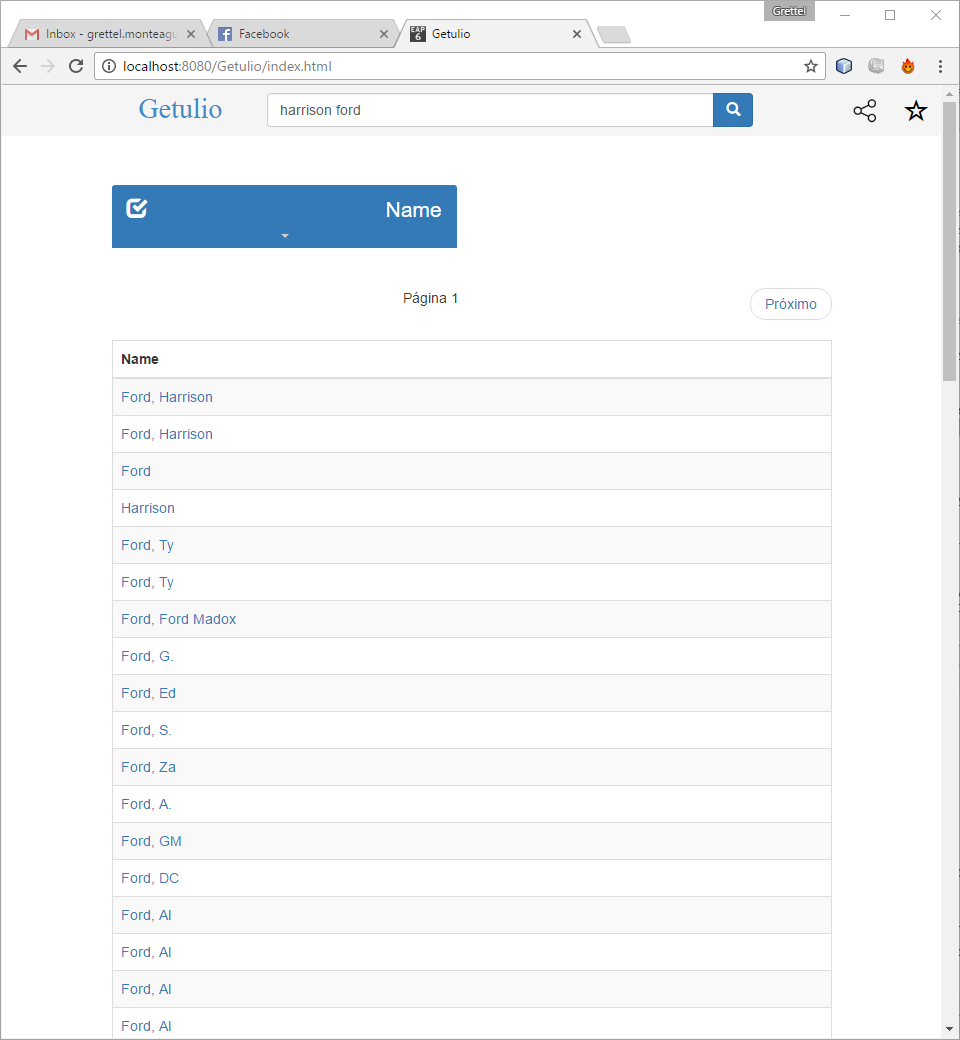 Grettel
Inbox - grettel.monteagu
Facebook
EAP 6
Getulio
localhost:8080/Getulio/index.html
Getulio
harrison ford
Name
Página 1
Próximo
Name
Ford, Harrison
Ford, Harrison
Ford
Harrison
Ford, Ty
Ford, Ty
Ford, Ford Madox
Ford, G.
Ford, Ed
Ford, S.
Ford, Za
Ford, A.
Ford, GM
Ford, DC
Ford, Al
Ford, Al
Ford, Al
Ford, Al